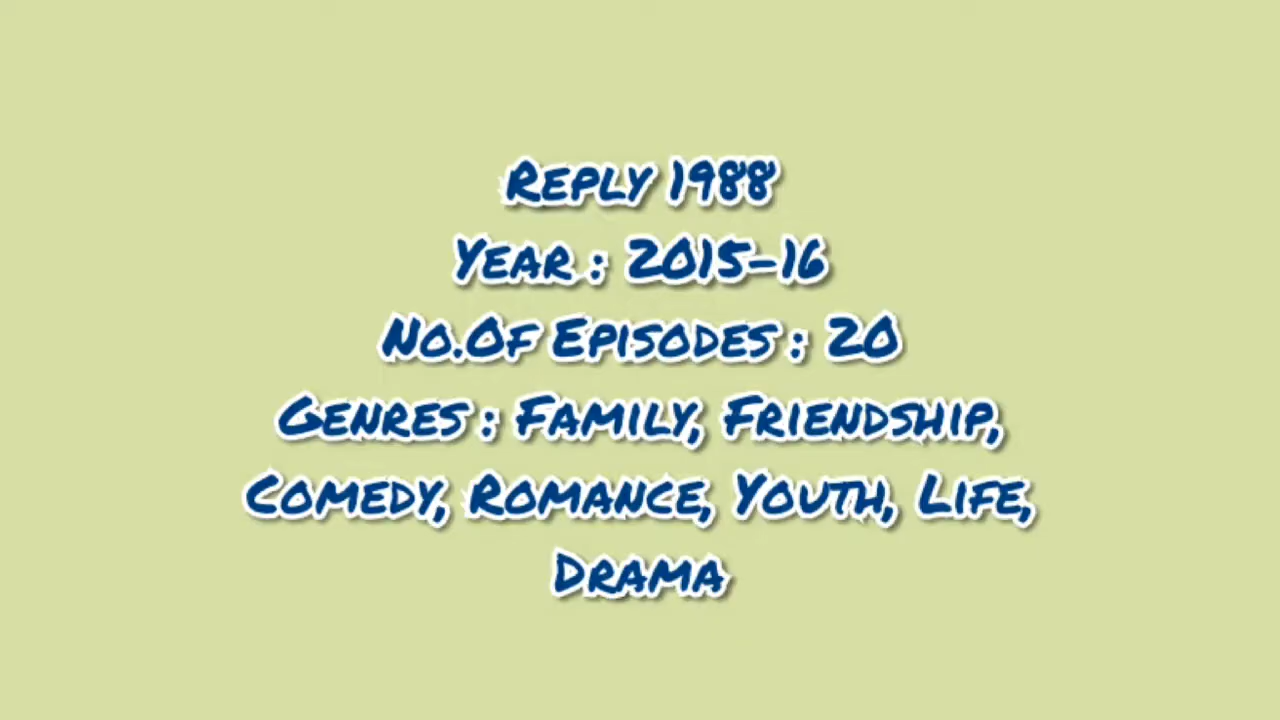 Reply 1988
Year : 2015-16
No.Of Episodes : 20
Genres : Family, Friendship,
Comedy, Romance, Youth, Life,
Drama